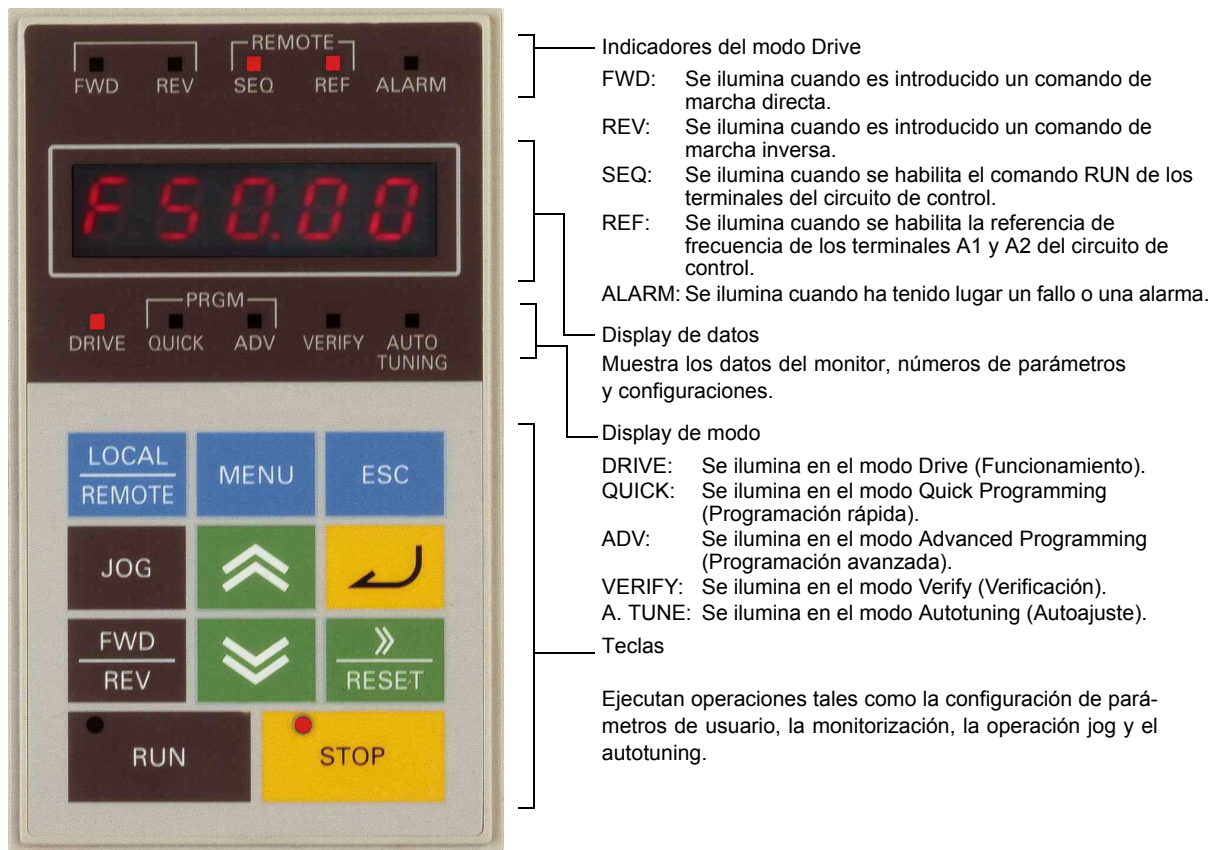 REMOTE
FWD REV SEQ REF ALARM
F50.00
PRGM
DRIVE QUICK ADV VERIFY AUTO TUNING
LOCAL
REMOTE
MENU
ESC
JOG
FWD
REV
RESET
RUN
STOP
Indicadores del modo Drive
FWD: Se ilumina cuando es introducido un comando de
marcha directa.
REV: Se ilumina cuando es introducido un comando de
marcha inversa.
SEQ: Se ilumina cuando se habilita el comando RUN de los
terminales del circuito de control.
REF: Se ilumina cuando se habilita la referencia de
frecuencia de los terminales A1 y A2 del circuito de
control.
ALARM: Se ilumina cuando ha tenido lugar un fallo o una alarma.
Display de datos
Muestra los datos del monitor, números de parámetros
y configuraciones.
Display de modo
DRIVE: Se ilumina en el modo Drive (Funcionamiento).
QUICK: Se ilumina en el modo Quick Programming
(Programación rápida).
ADV: Se ilumina en el modo Advanced Programming
(Programación avanzada).
VERIFY: Se ilumina en el modo Verify (Verificación).
A. TUNE: Se ilumina en el modo Autotuning (Autoajuste).
Teclas
Ejecutan operaciones tales como la configuración de pará-
metros de usuario, la monitorización, la operación jog y el
autotuning.